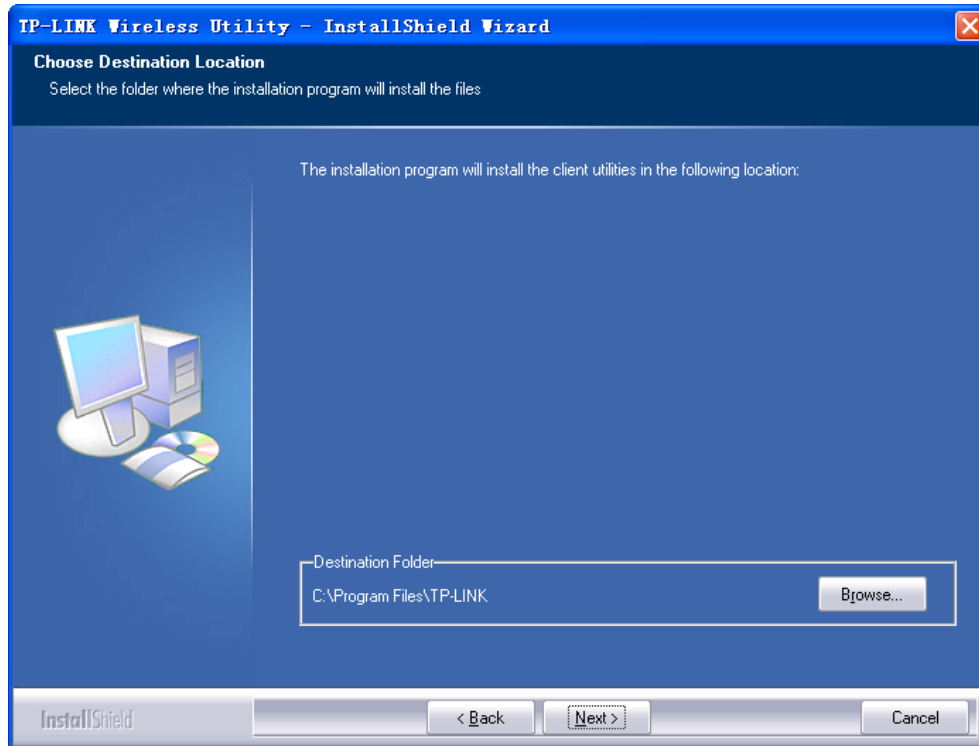 TP-LINK Wireless Utility - InstallShield Wizard
Choose Destination Location
Select the folder where the installation program will install the files
The installation program will install the client utilities in the following location:
Destination Folder
C:\Program Files\TP-LINK
Browse...
InstallShield
< Back
Next >
Cancel